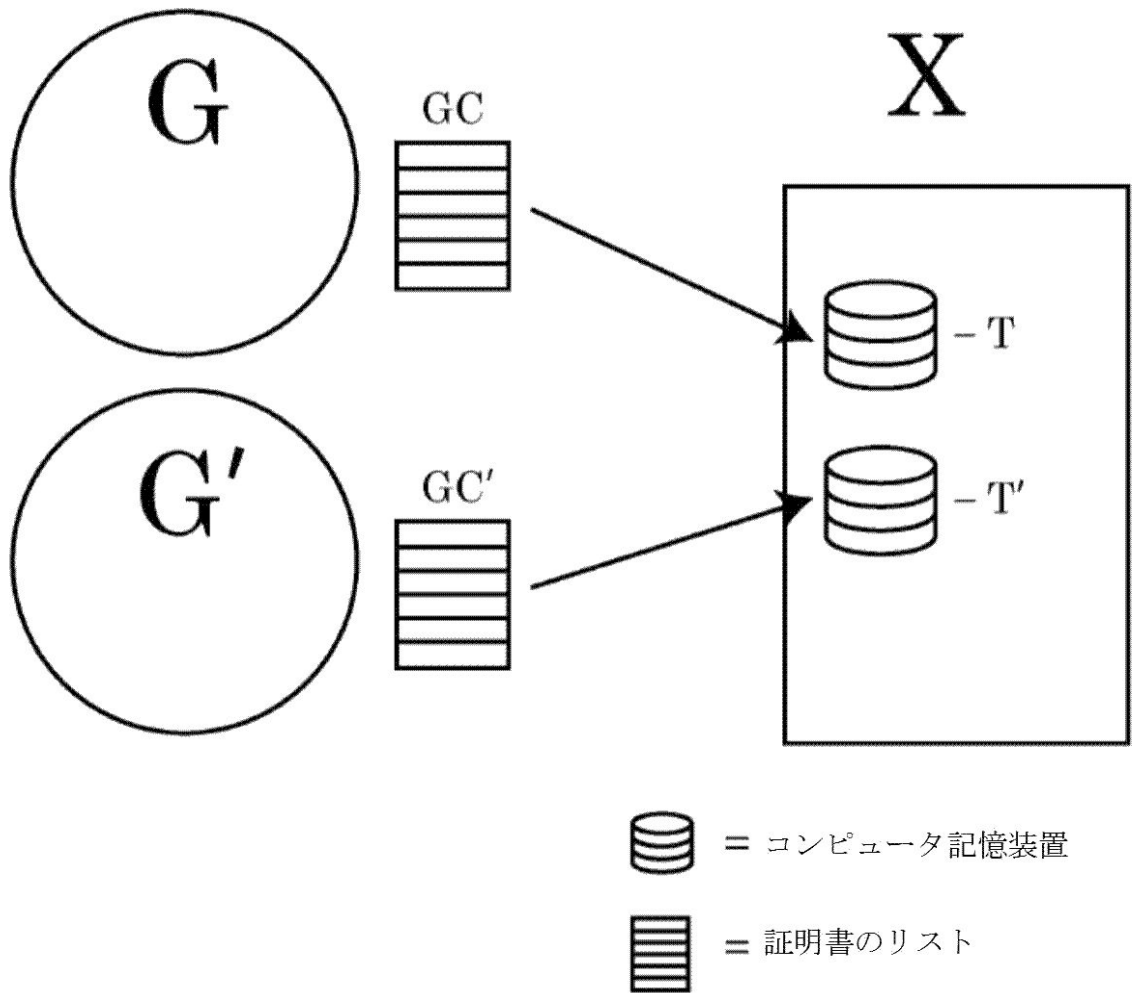 G
GC
X
– T
G′
GC′
– T′
= コンピュータ記憶装置
= 証明書のリスト